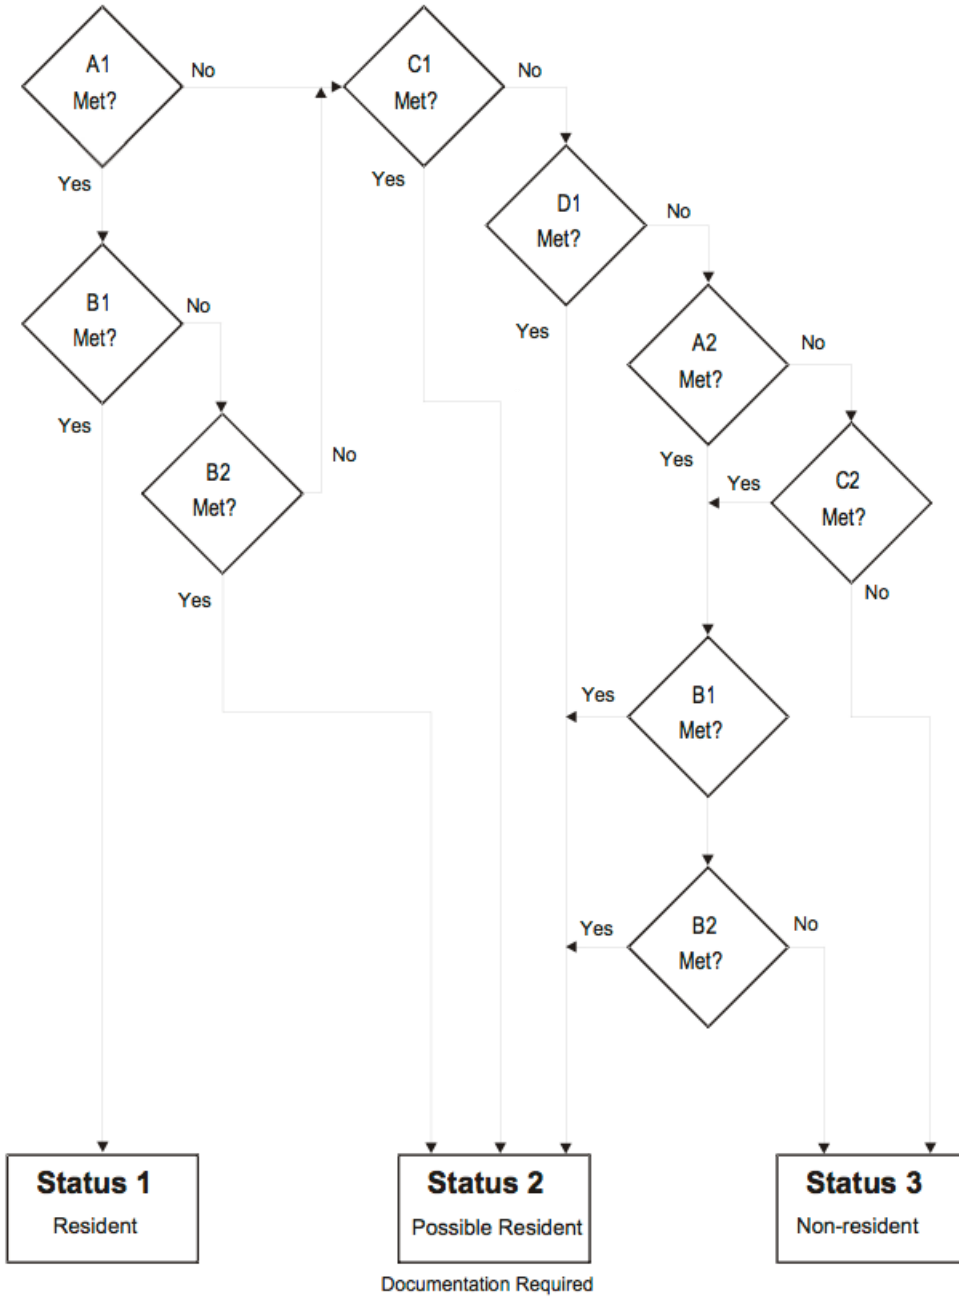 A1
Met?
No
C1
Met?
No
Yes
Yes
D1
Met?
No
B1
Met?
No
Yes
A2
Met?
No
Yes
B2
Met?
No
Yes
Yes
C2
Met?
No
Yes
Yes
B1
Met?
Yes
B2
Met?
No
Status 1
Resident
Status 2
Possible Resident
Documentation Required
Status 3
Non-resident